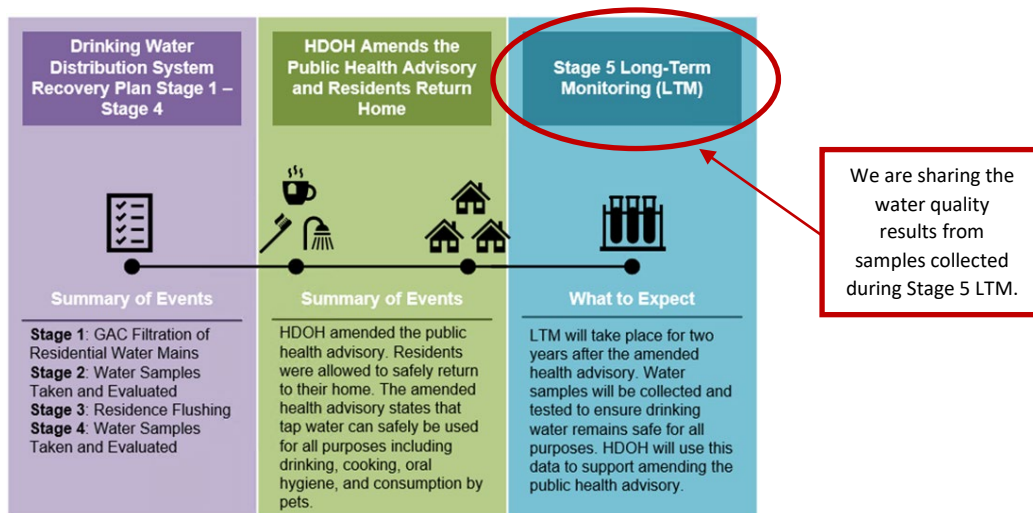 Drinking Water
Distribution System
Recovery Plan Stage 1 –
Stage 4
Summary of Events
Stage 1: GAC Filtration of
Residential Water Mains
Stage 2: Water Samples
Taken and Evaluated
Stage 3: Residence Flushing
Stage 4: Water Samples
Taken and Evaluated
HDOH Amends the
Public Health Advisory
and Residents Return
Home
Summary of Events
HDOH amended the public
health advisory. Residents
were allowed to safely return
to their home. The amended
health advisory states that
tap water can safely be used
for all purposes including
drinking, cooking, oral
hygiene, and consumption by
pets.
Stage 5 Long-Term
Monitoring (LTM)
What to Expect
LTM will take place for two
years after the amended
health advisory. Water
samples will be collected and
tested to ensure drinking
water remains safe for all
purposes. HDOH will use this
data to support amending the
public health advisory.
We are sharing the
water quality
results from
samples collected
during Stage 5 LTM.